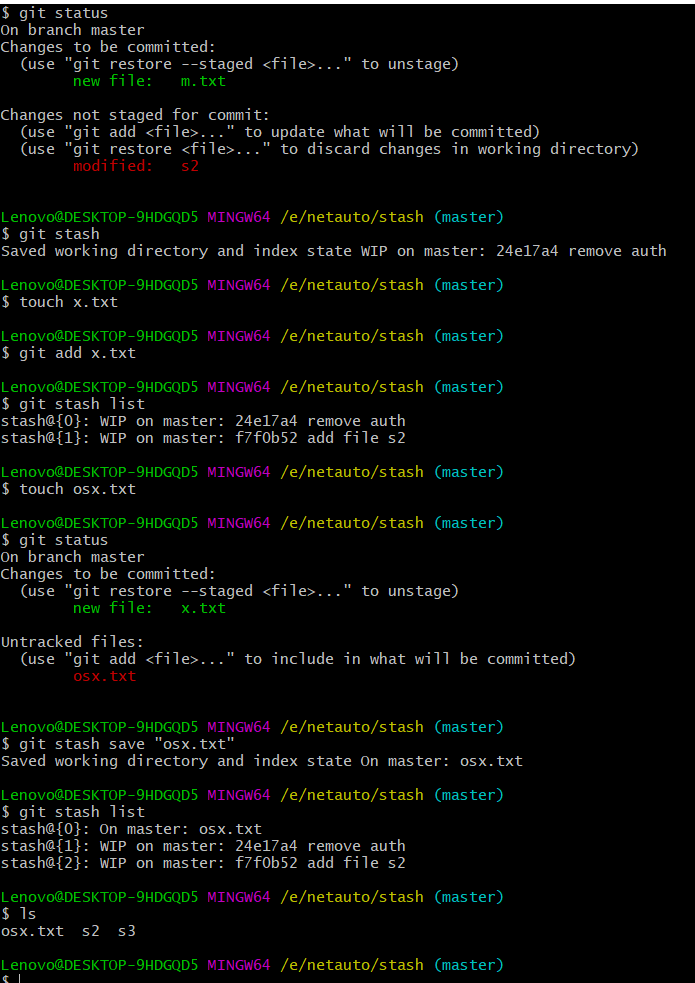 $ git status
On branch master
Changes to be committed:
  (use "git restore --staged <file>..." to unstage)
        new file:   m.txt
Changes not staged for commit:
  (use "git add <file>..." to update what will be committed)
  (use "git restore <file>..." to discard changes in working directory)
        modified:   s2
Lenovo@DESKTOP-9HDGQD5 MINGW64 /e/netauto/stash (master)
$ git stash
Saved working directory and index state WIP on master: 24e17a4 remove auth
Lenovo@DESKTOP-9HDGQD5 MINGW64 /e/netauto/stash (master)
$ touch x.txt
Lenovo@DESKTOP-9HDGQD5 MINGW64 /e/netauto/stash (master)
$ git add x.txt
Lenovo@DESKTOP-9HDGQD5 MINGW64 /e/netauto/stash (master)
$ git stash list
stash@{0}: WIP on master: 24e17a4 remove auth
stash@{1}: WIP on master: f7f0b52 add file s2
Lenovo@DESKTOP-9HDGQD5 MINGW64 /e/netauto/stash (master)
$ touch osx.txt
Lenovo@DESKTOP-9HDGQD5 MINGW64 /e/netauto/stash (master)
$ git status
On branch master
Changes to be committed:
  (use "git restore --staged <file>..." to unstage)
        new file:   x.txt
Untracked files:
  (use "git add <file>..." to include in what will be committed)
        osx.txt
Lenovo@DESKTOP-9HDGQD5 MINGW64 /e/netauto/stash (master)
$ git stash save "osx.txt"
Saved working directory and index state On master: osx.txt
Lenovo@DESKTOP-9HDGQD5 MINGW64 /e/netauto/stash (master)
$ git stash list
stash@{0}: On master: osx.txt
stash@{1}: WIP on master: 24e17a4 remove auth
stash@{2}: WIP on master: f7f0b52 add file s2
Lenovo@DESKTOP-9HDGQD5 MINGW64 /e/netauto/stash (master)
$ ls
osx.txt  s2  s3
Lenovo@DESKTOP-9HDGQD5 MINGW64 /e/netauto/stash (master)
$